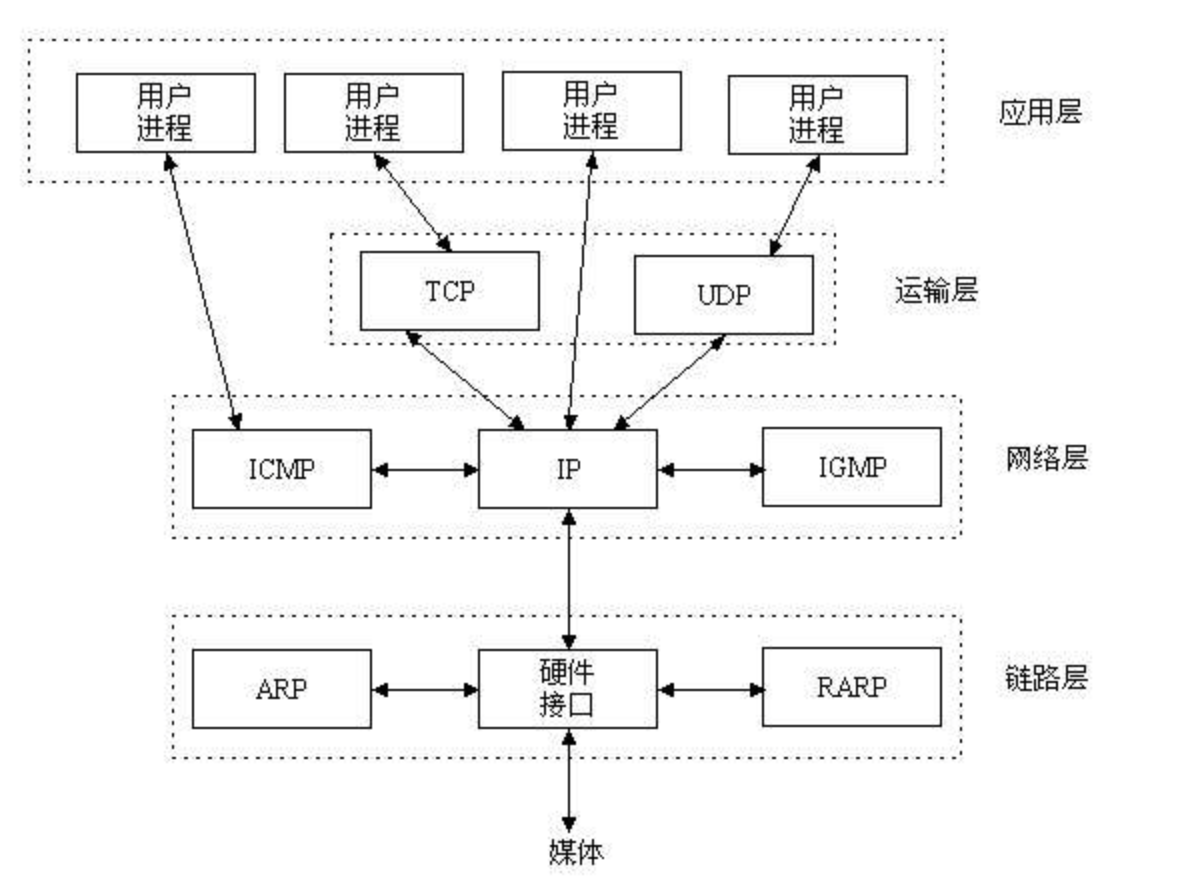 用户
进程
用户
进程
用户
进程
用户
进程
应用层
TCP
UDP
运输层
ICMP
IP
IGMP
网络层
ARP
硬件
接口
RARP
链路层
媒体